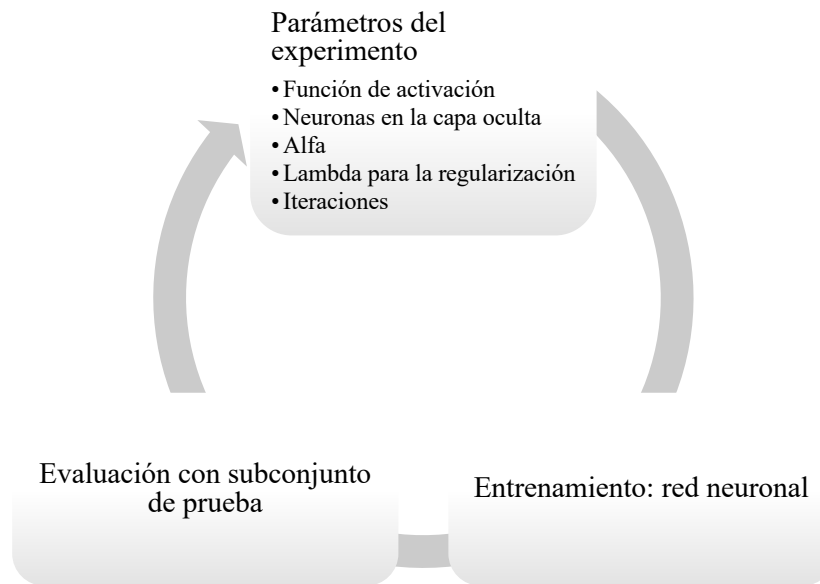 Parámetros del
experimento
• Función de activación
• Neuronas en la capa oculta
• Alfa
• Lambda para la regularización
• Iteraciones
Evaluación con subconjunto
de prueba
Entrenamiento: red neuronal